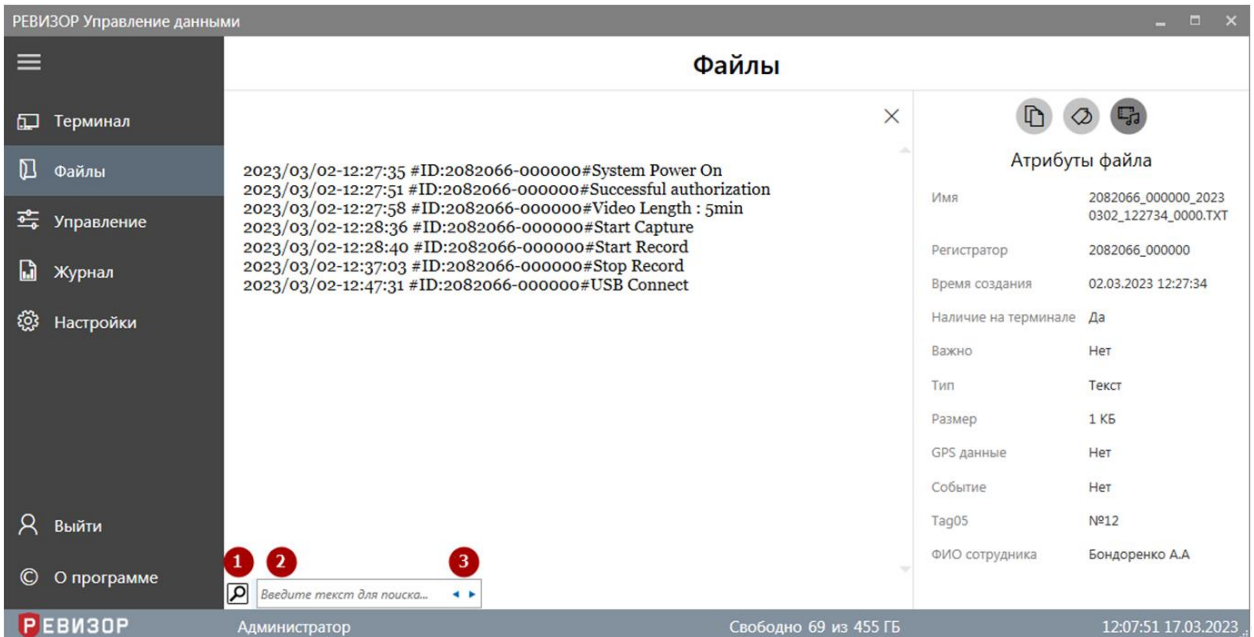 РЕВИЗОР Управление данными
Файлы
Терминал
Файлы
Управление
Журнал
Настройки
Выйти
О программе
2023/03/02-12:27:35 #ID:2082066-000000#System Power On
2023/03/02-12:27:51 #ID:2082066-000000#Successful authorization
2023/03/02-12:27:58 #ID:2082066-000000#Video Length : 5min
2023/03/02-12:28:36 #ID:2082066-000000#Start Capture
2023/03/02-12:28:40 #ID:2082066-000000#Start Record
2023/03/02-12:37:03 #ID:2082066-000000#Stop Record
2023/03/02-12:47:31 #ID:2082066-000000#USB Connect
1 2 3
Введите текст для поиска...
Атрибуты файла
Имя 2082066_000000_2023
0302_122734_0000.TXT
Регистратор 2082066_000000
Время создания 02.03.2023 12:27:34
Наличие на терминале Да
Важно Нет
Тип Текст
Размер 1 КБ
GPS данные Нет
Событие Нет
Tag05 №12
ФИО сотрудника Бондоренко А.А
РЕВИЗОР Администратор Свободно 69 из 455 ГБ 12:07:51 17.03.2023